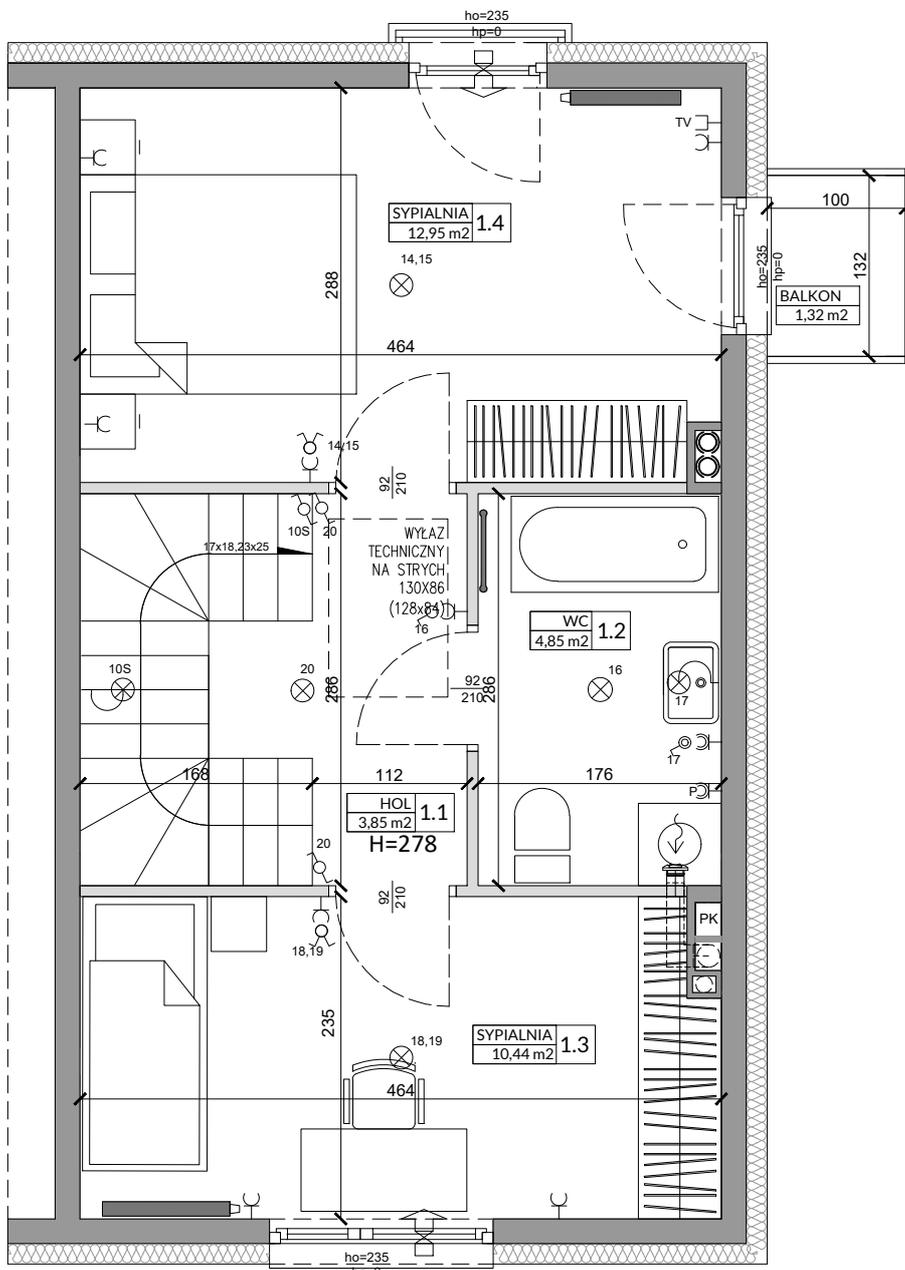 ho=235
hp=0
TV
100
SYPIALNIA 1.4
12,95 m2
14,15
288
132
ho=235
hp=0
BALKON
1,32 m2
464
14,15
92
210
10S 20
17x18,23x25
WYŁAZ
TECHNICZNY
NA STRYCH
130X86
(128x84)
16
WC 1.2
4,85 m2
10S
20
286
92
210
286
16
17
17
168
112
176
P
HOL 1.1
3,85 m2
H=278
20
92
210
PK
18,19
235
SYPIALNIA 1.3
10,44 m2
18,19
464
ho=235